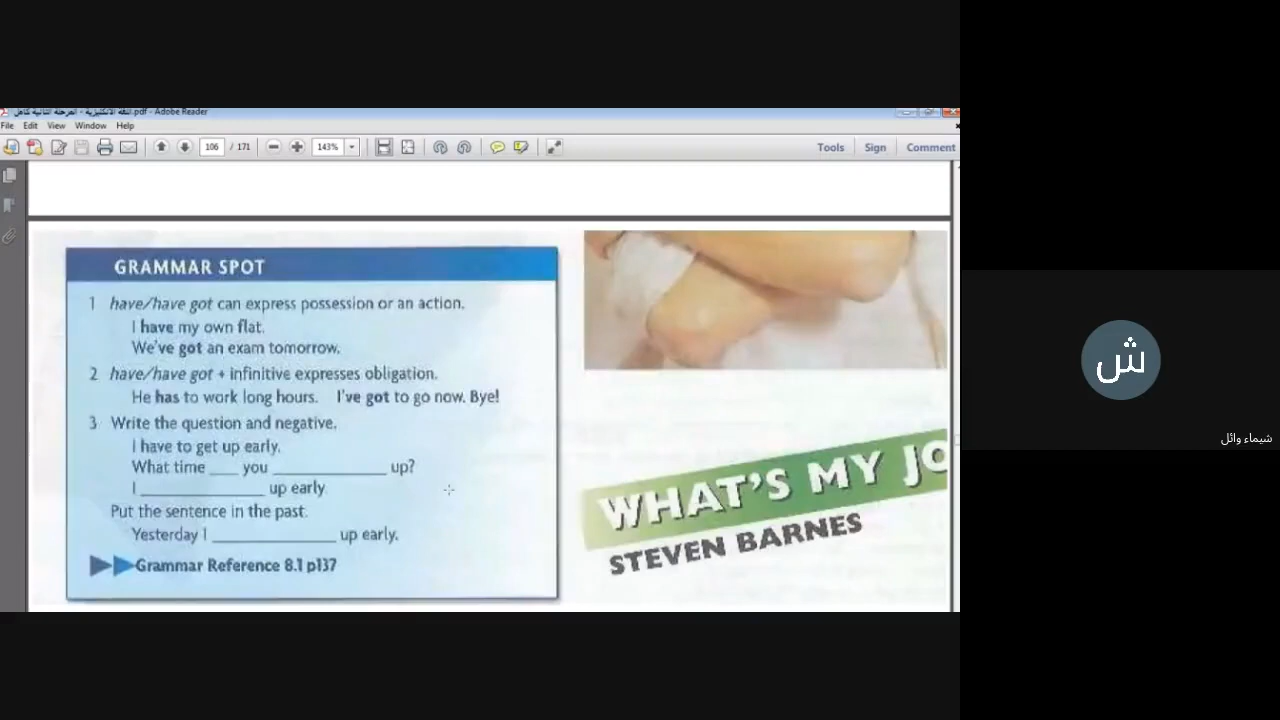 اللغة الانكليزية - المرحلة الثانية كامل.pdf - Adobe Reader
File Edit View Window Help
106 / 171 143% Tools Sign Comment
GRAMMAR SPOT
1 have/have got can express possession or an action.
I have my own flat.
We've got an exam tomorrow.
2 have/have got + infinitive expresses obligation.
He has to work long hours. I've got to go now. Bye!
3 Write the question and negative.
I have to get up early.
What time ___ you ___________ up?
I ____________ up early.
Put the sentence in the past.
Yesterday I ____________ up early.
Grammar Reference 8.1 p137
WHAT'S MY JO
STEVEN BARNES
ش
شيماء وائل